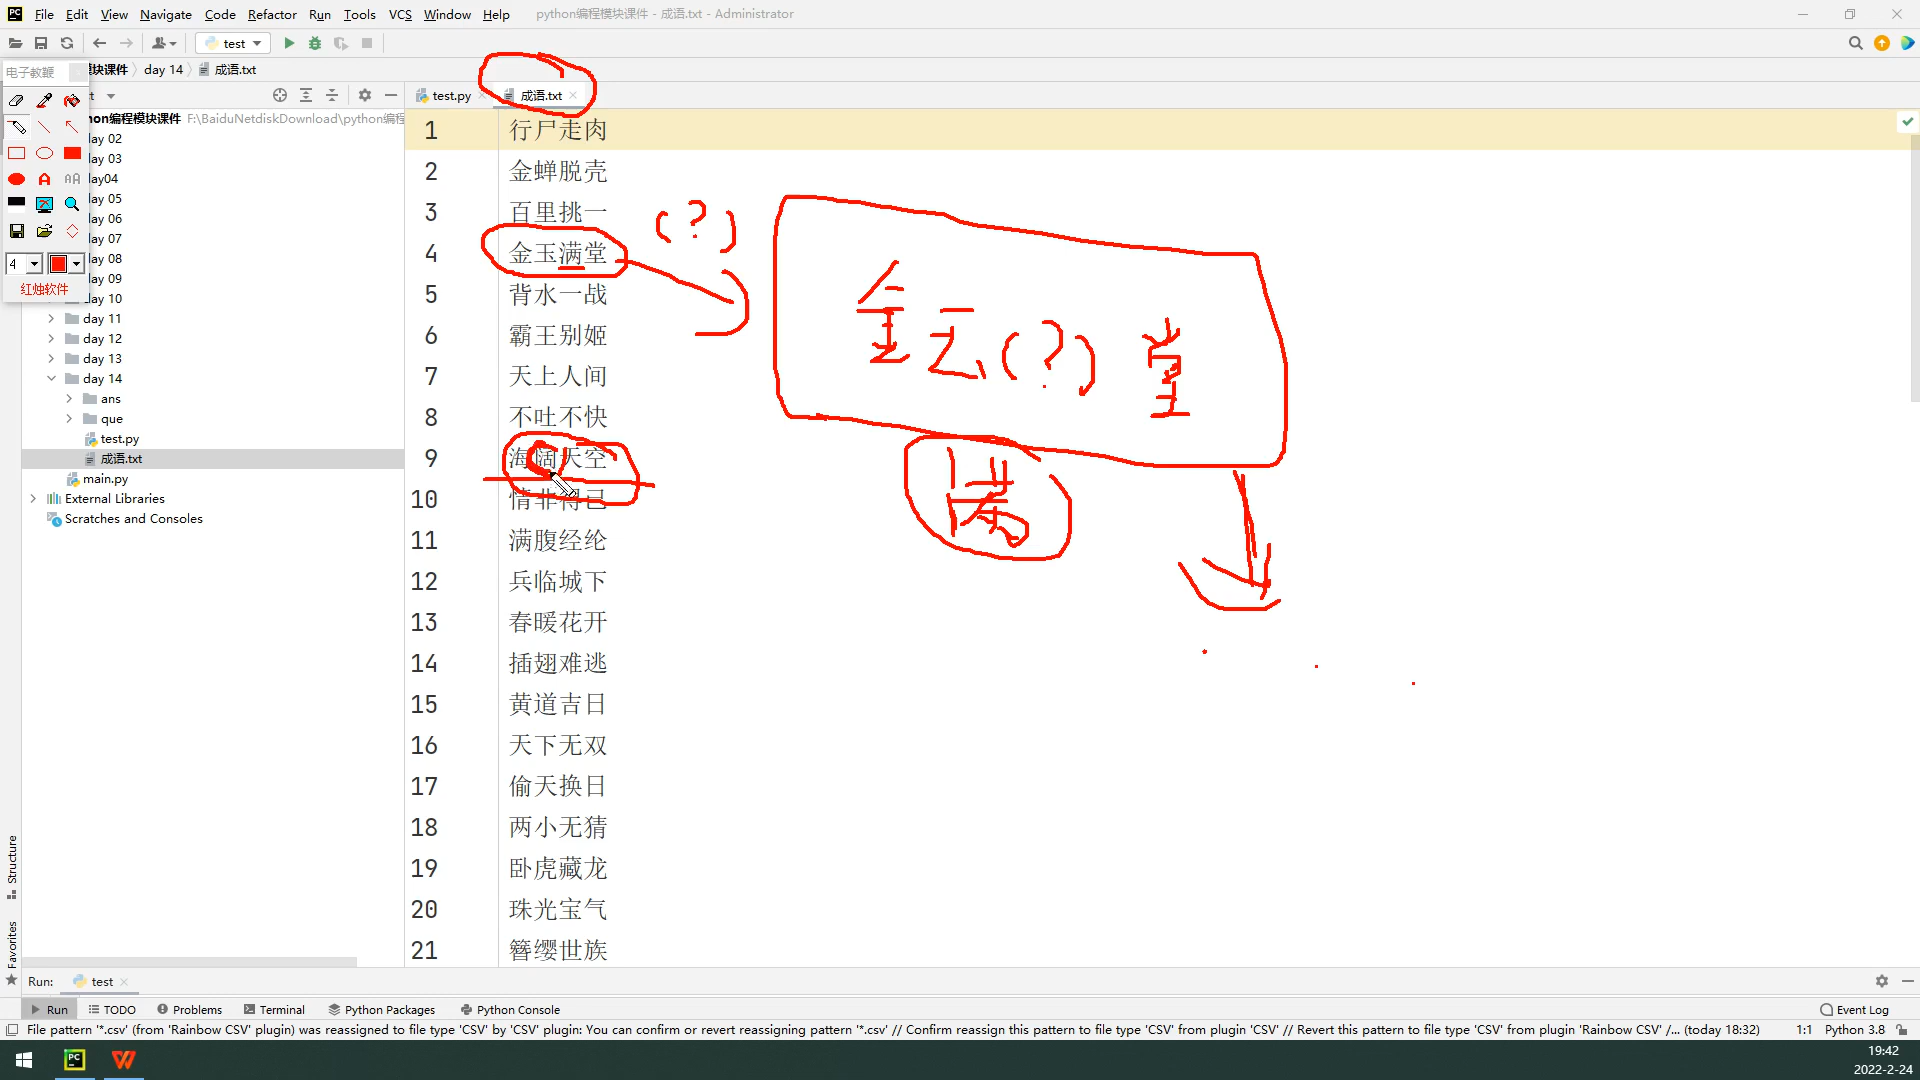 File Edit View Navigate Code Refactor Run Tools VCS Window Help python编程模块课件 - 成语.txt - Administrator
test
模块课件 day 14 成语.txt
电子教鞭
test.py 成语.txt
hon编程模块课件 F:\BaiduNetdiskDownload\python编程
lay 02
lay 03
lay04
lay 05
lay 06
lay 07
lay 08
lay 09
day 10
day 11
day 12
day 13
day 14
ans
que
test.py
成语.txt
main.py
External Libraries
Scratches and Consoles
4
红烛软件
1 行尸走肉
2 金蝉脱壳
3 百里挑一
4 金玉满堂
5 背水一战
6 霸王别姬
7 天上人间
8 不吐不快
9 海阔天空
10 情非得已
11 满腹经纶
12 兵临城下
13 春暖花开
14 插翅难逃
15 黄道吉日
16 天下无双
17 偷天换日
18 两小无猜
19 卧虎藏龙
20 珠光宝气
21 簪缨世族
(?)
金玉(?)堂
满
Structure
Favorites
Run: test
Run TODO Problems Terminal Python Packages Python Console Event Log
File pattern '*.csv' (from 'Rainbow CSV' plugin) was reassigned to file type 'CSV' by 'CSV' plugin: You can confirm or revert reassigning pattern '*.csv' // Confirm reassign this pattern to file type 'CSV' from plugin 'CSV' // Revert this pattern to file type 'CSV' from plugin 'Rainbow CSV' /... (today 18:32) 1:1 Python 3.8
19:42
2022-2-24